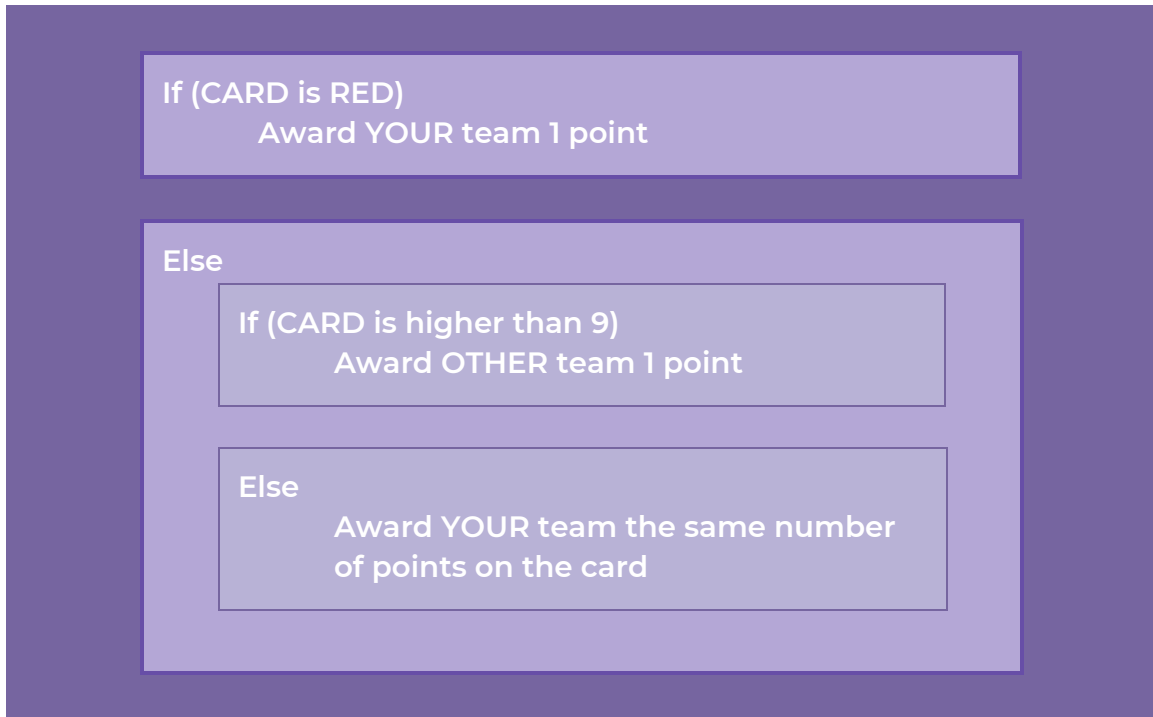 If (CARD is RED)
Award YOUR team 1 point
Else
If (CARD is higher than 9)
Award OTHER team 1 point
Else
Award YOUR team the same number
of points on the card